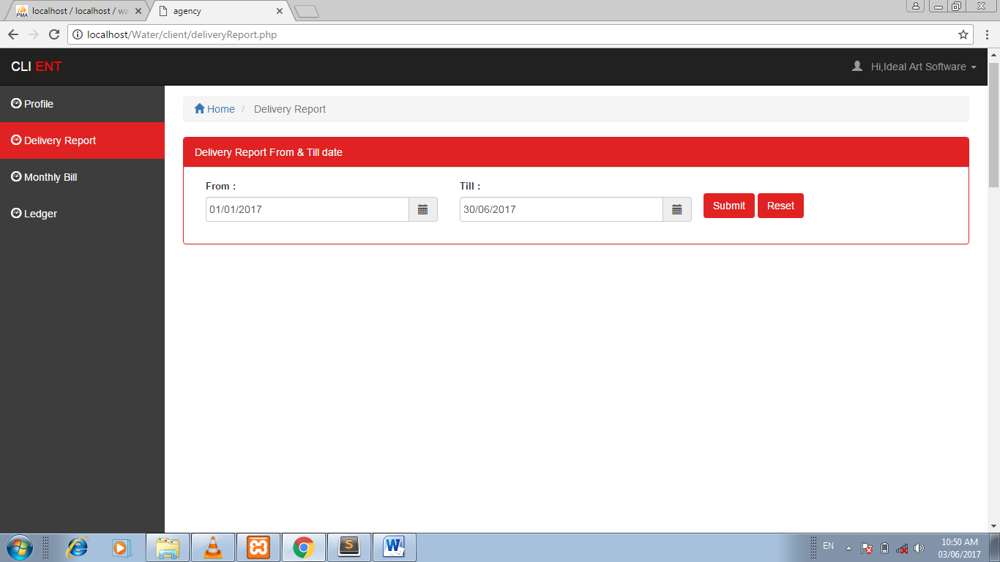 localhost / localhost / wa
agency
localhost/Water/client/deliveryReport.php
CLI ENT
Hi,Ideal Art Software
Profile
Home / Delivery Report
Delivery Report
Delivery Report From & Till date
Monthly Bill
From :
Till :
01/01/2017
30/06/2017
Submit
Reset
Ledger
EN
10:50 AM
03/06/2017